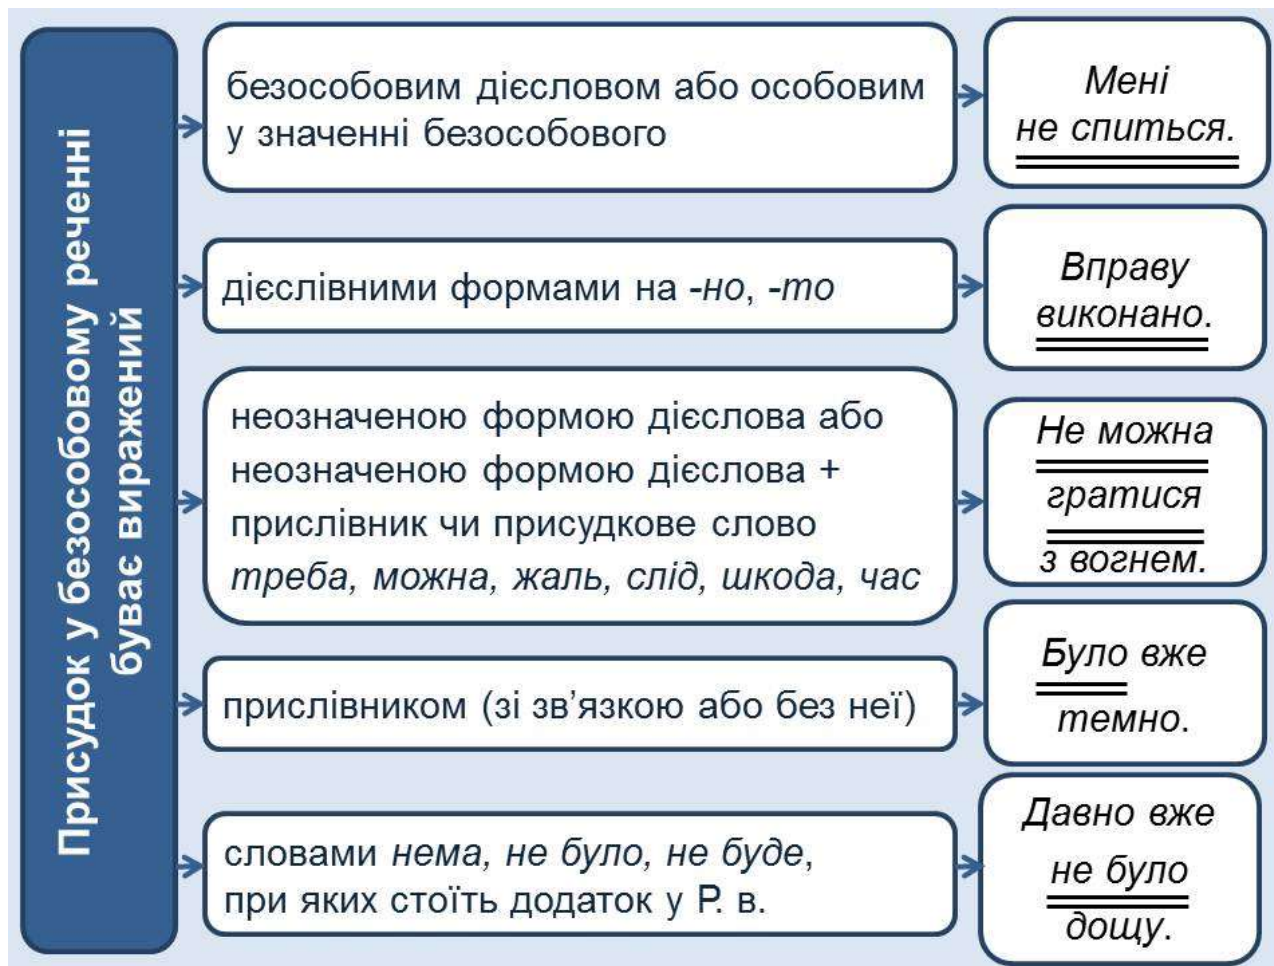 Присудок у безособовому реченні
буває виражений
безособовим дієсловом або особовим
у значенні безособового
Мені
не спиться.
дієслівними формами на -но, -то
Вправу
виконано.
неозначеною формою дієслова або
неозначеною формою дієслова +
прислівник чи присудкове слово
треба, можна, жаль, слід, шкода, час
Не можна
гратися
з вогнем.
прислівником (зі зв’язкою або без неї)
Було вже
темно.
словами нема, не було, не буде,
при яких стоїть додаток у Р. в.
Давно вже
не було
дощу.